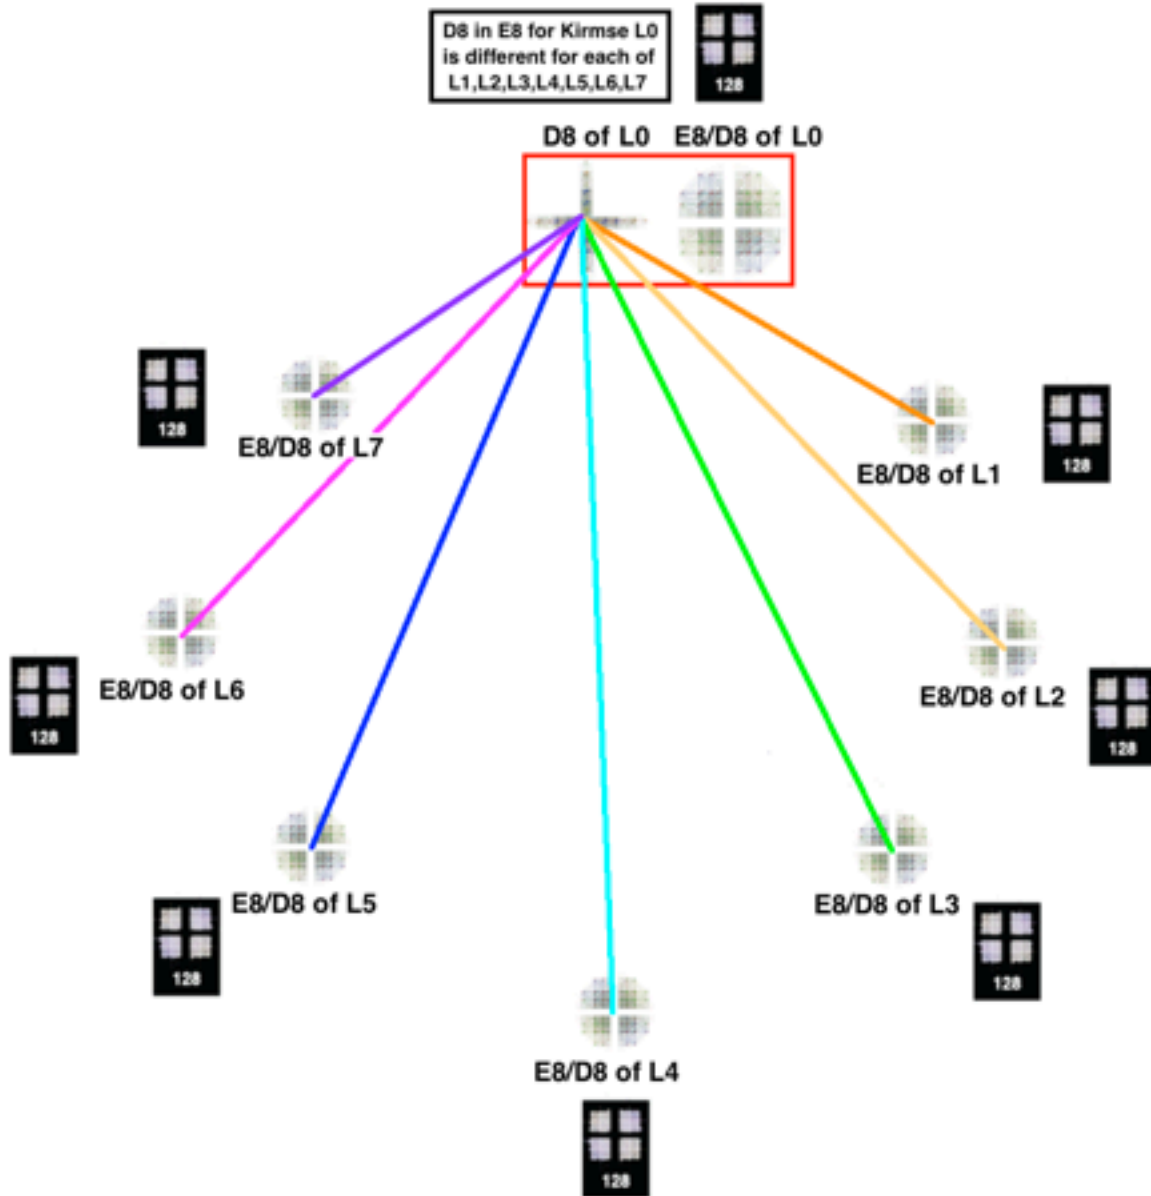 D8 in E8 for Kirmse L0
is different for each of
L1,L2,L3,L4,L5,L6,L7
128
D8 of L0
E8/D8 of L0
128
E8/D8 of L7
128
E8/D8 of L1
E8/D8 of L6
128
E8/D8 of L2
128
E8/D8 of L5
128
E8/D8 of L3
128
E8/D8 of L4
128